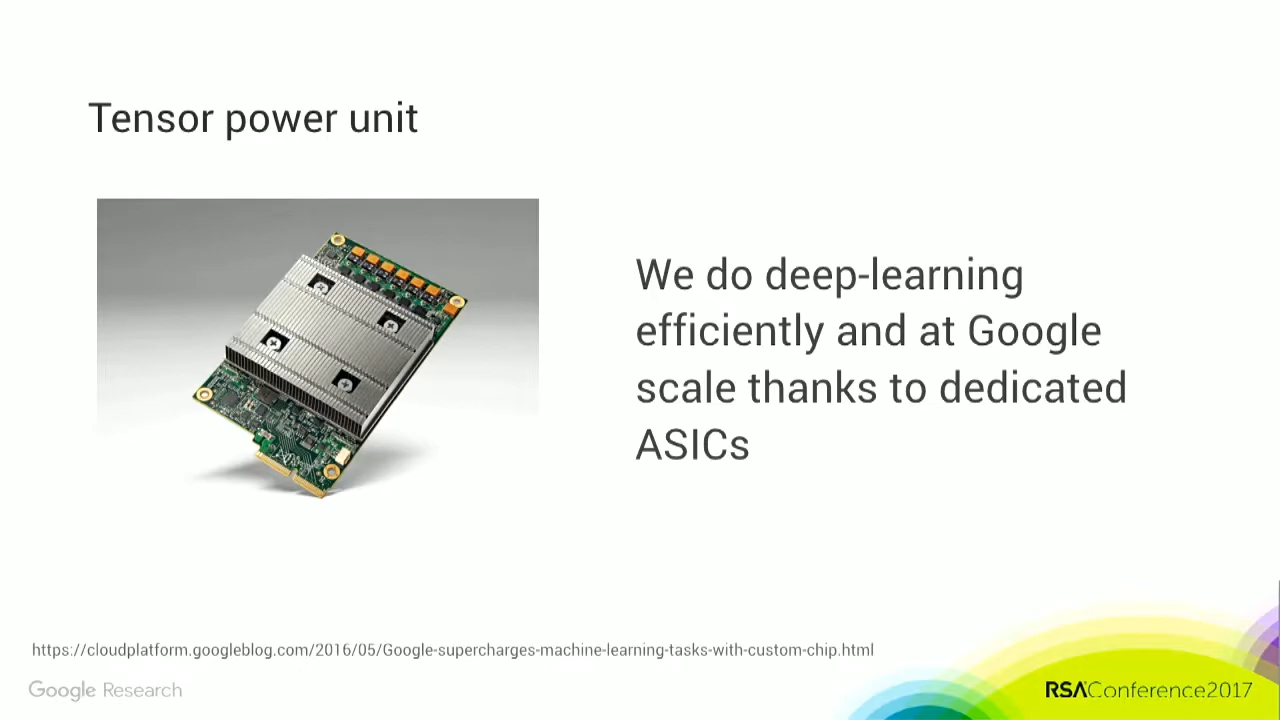 Tensor power unit
We do deep-learning
efficiently and at Google
scale thanks to dedicated
ASICs
https://cloudplatform.googleblog.com/2016/05/Google-supercharges-machine-learning-tasks-with-custom-chip.html
Google Research
RSAConference2017